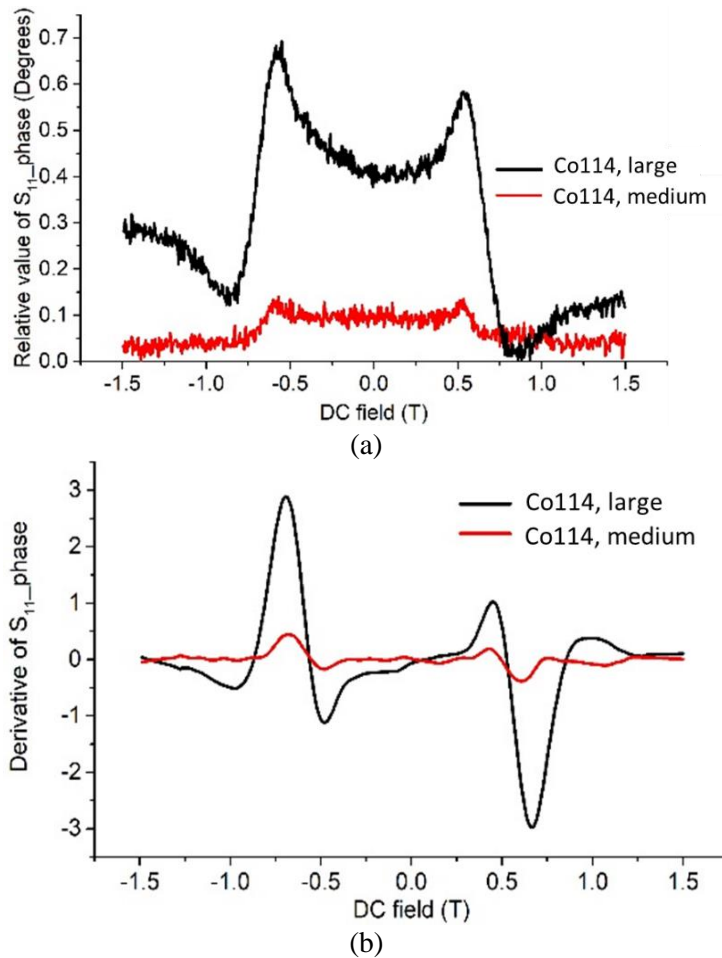 Relative value of S₁₁_phase (Degrees)
0.7
0.6
0.5
0.4
0.3
0.2
0.1
0.0
Co114, large
Co114, medium
-1.5 -1.0 -0.5 0.0 0.5 1.0 1.5
DC field (T)
(a)
Derivative of S₁₁_phase
3
2
1
0
-1
-2
-3
Co114, large
Co114, medium
-1.5 -1.0 -0.5 0.0 0.5 1.0 1.5
DC field (T)
(b)